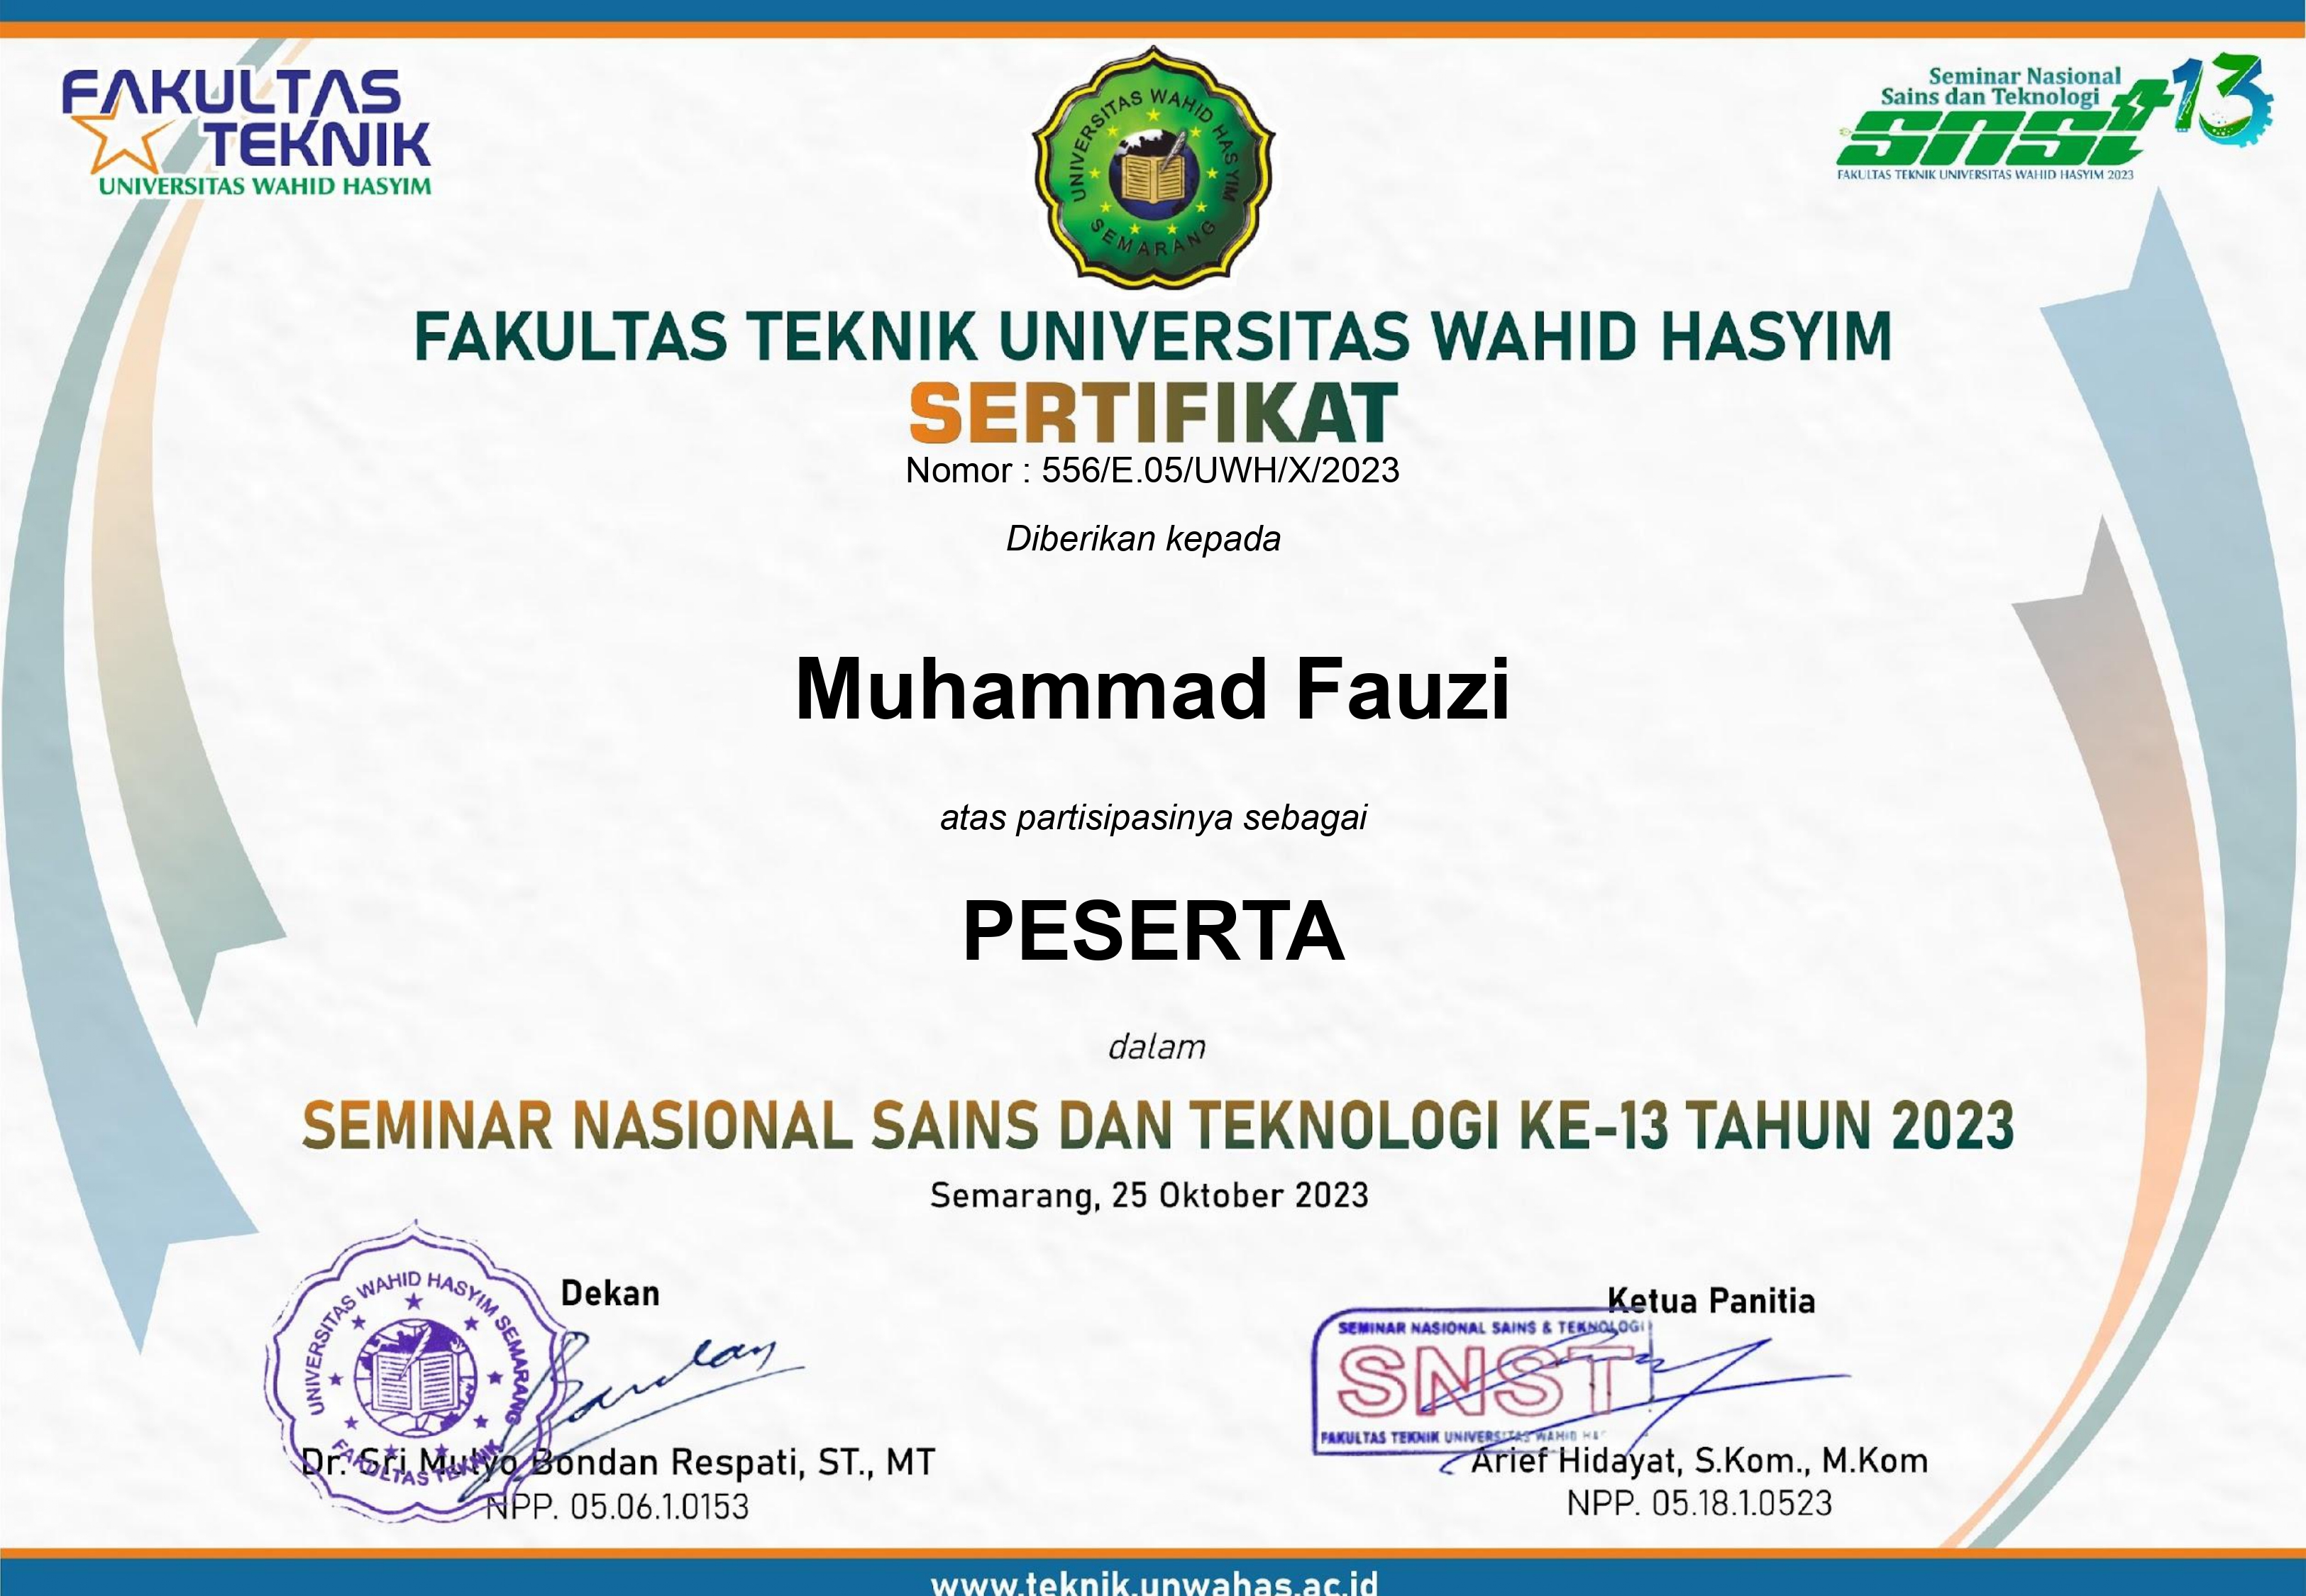 FAKULTAS
TEKNIK
UNIVERSITAS WAHID HASYIM
UNIVERSITAS WAHID HASYIM
SEMARANG
Seminar Nasional
Sains dan Teknologi
snst 13
FAKULTAS TEKNIK UNIVERSITAS WAHID HASYIM 2023
FAKULTAS TEKNIK UNIVERSITAS WAHID HASYIM
SERTIFIKAT
Nomor : 556/E.05/UWH/X/2023
Diberikan kepada
Muhammad Fauzi
atas partisipasinya sebagai
PESERTA
dalam
SEMINAR NASIONAL SAINS DAN TEKNOLOGI KE-13 TAHUN 2023
Semarang, 25 Oktober 2023
Dekan
UNIVERSITAS WAHID HASYIM SEMARANG
FAKULTAS TEKNIK
Dr. Sri Mulyo Bondan Respati, ST., MT
NPP. 05.06.1.0153
Ketua Panitia
SEMINAR NASIONAL SAINS & TEKNOLOGI
SNST
FAKULTAS TEKNIK UNIVERSITAS WAHID
Arief Hidayat, S.Kom., M.Kom
NPP. 05.18.1.0523
www.teknik.unwahas.ac.id